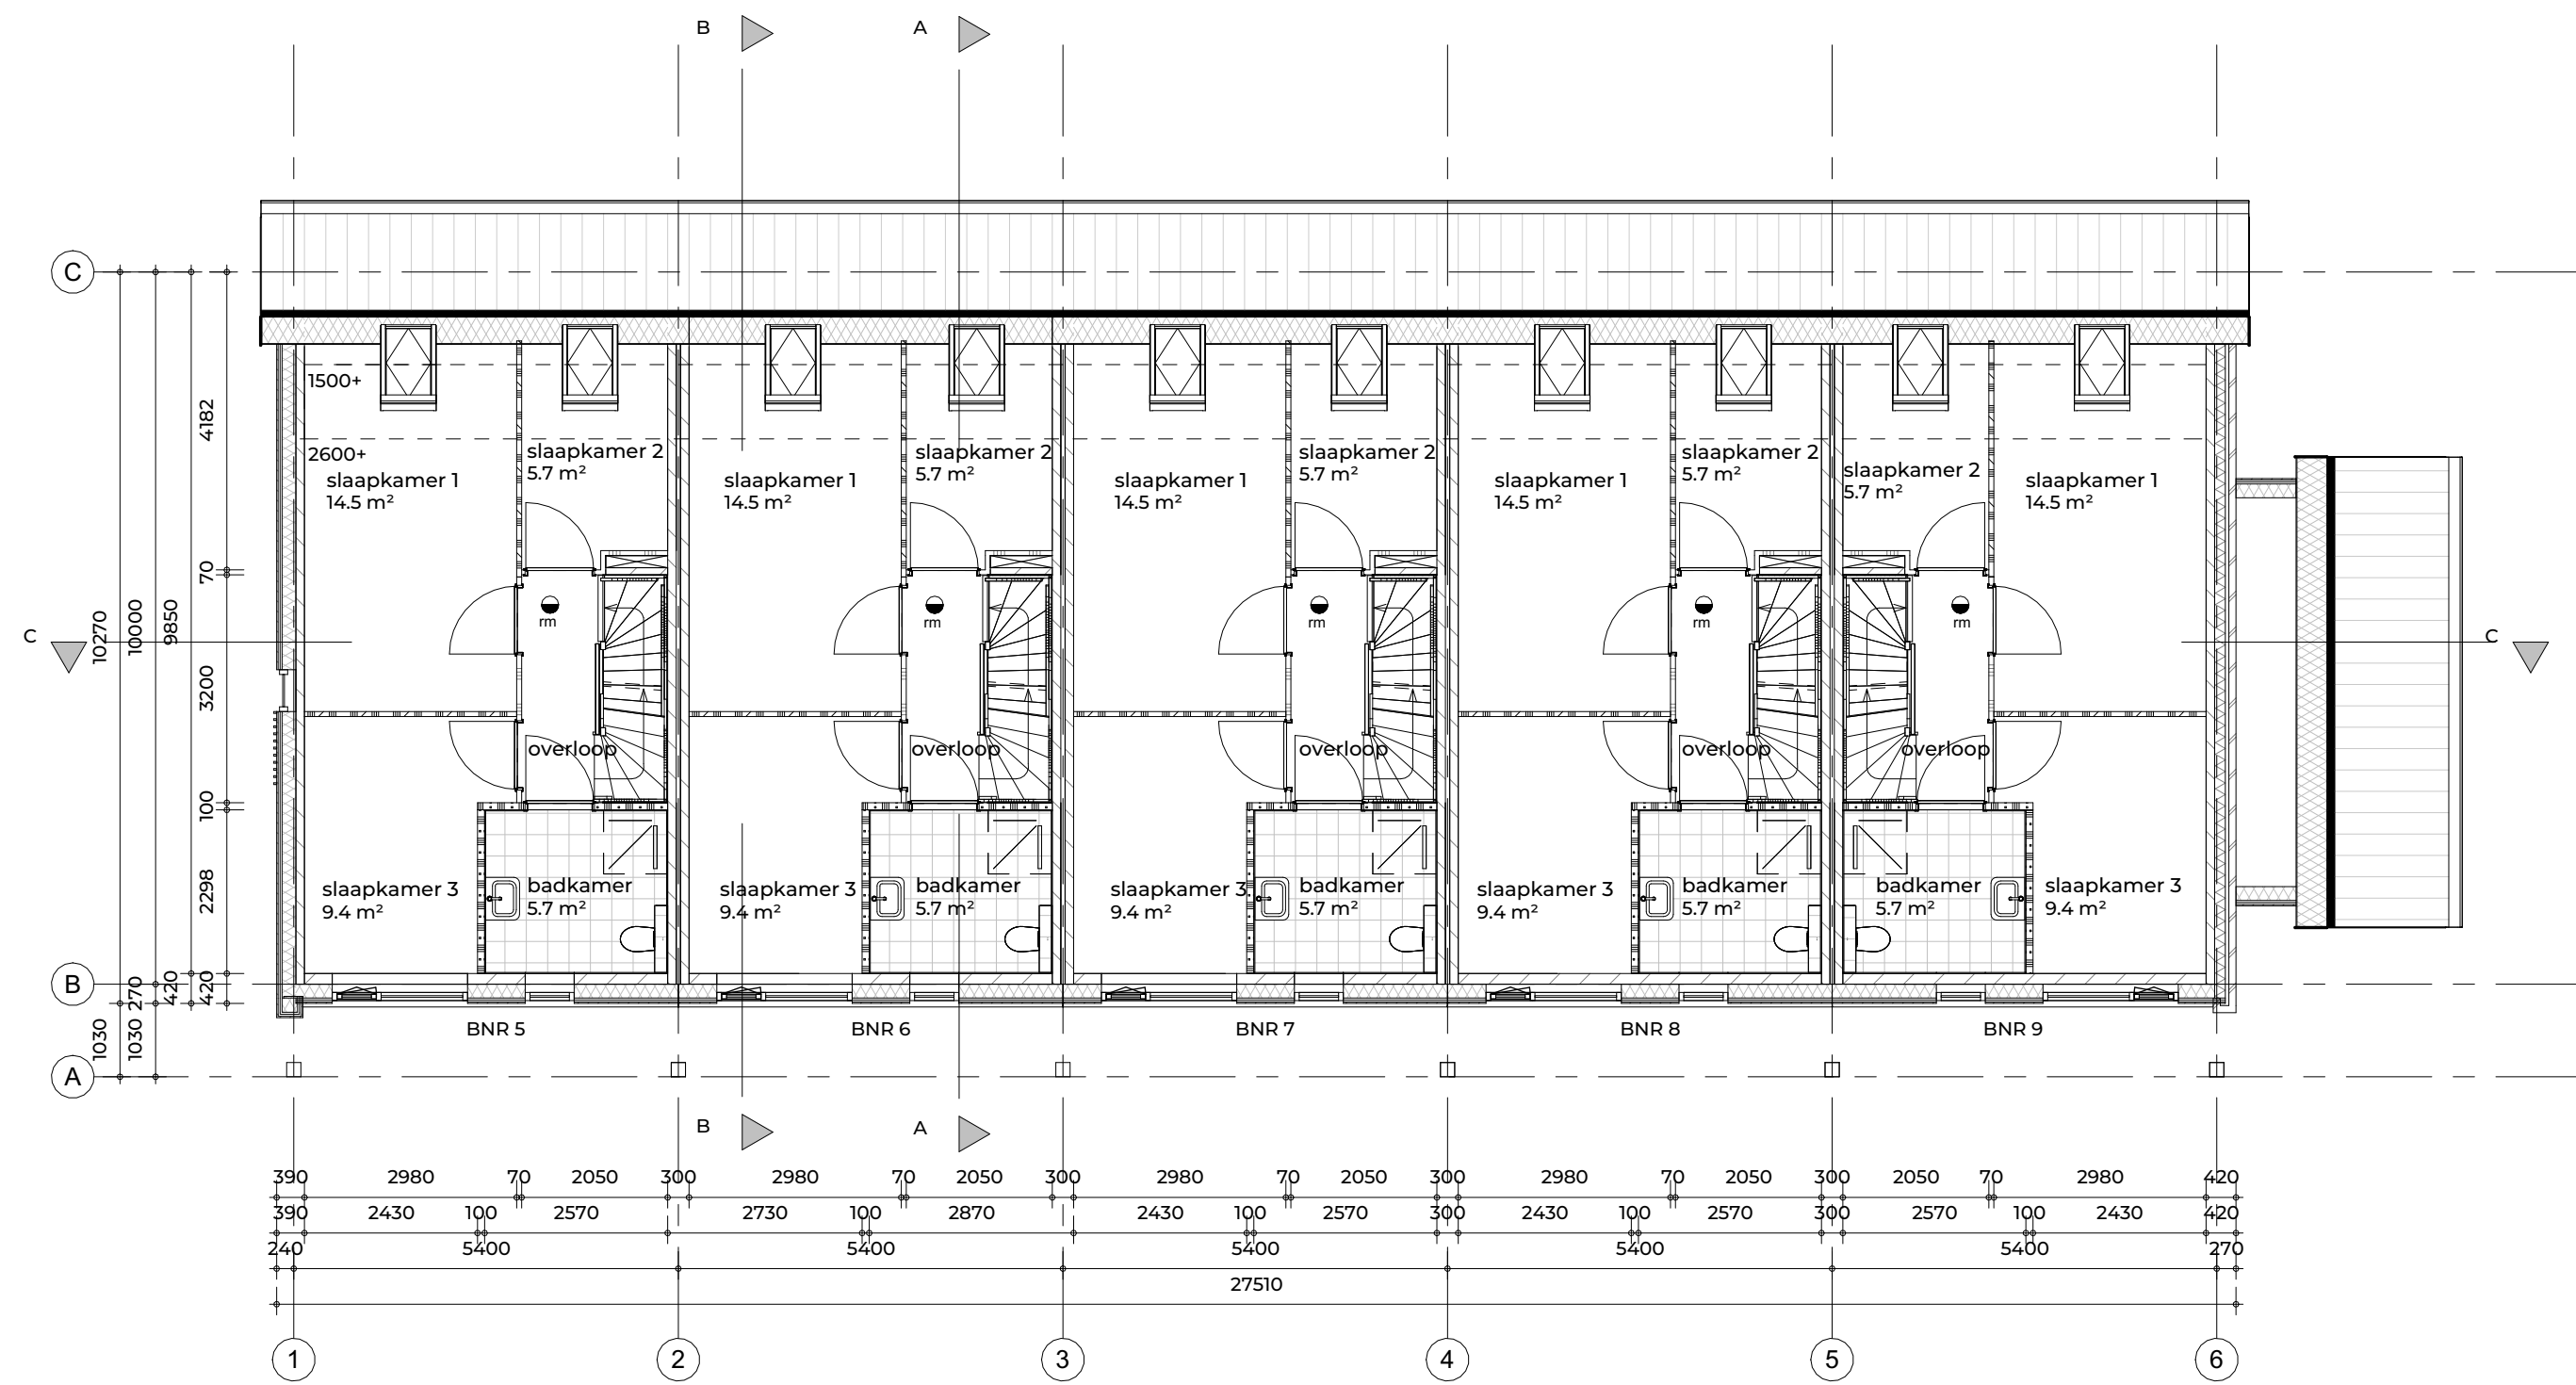 B
A
C
1500+
2600+
slaapkamer 1
14.5 m²
slaapkamer 2
5.7 m²
slaapkamer 1
14.5 m²
slaapkamer 2
5.7 m²
slaapkamer 1
14.5 m²
slaapkamer 2
5.7 m²
slaapkamer 1
14.5 m²
slaapkamer 2
5.7 m²
slaapkamer 2
5.7 m²
slaapkamer 1
14.5 m²
4182
70
3200
100
2298
420
9850
420
10000
270
1030
10270
1030
C
C
rm
rm
rm
rm
rm
overloop
overloop
overloop
overloop
overloop
slaapkamer 3
9.4 m²
badkamer
5.7 m²
slaapkamer 3
9.4 m²
badkamer
5.7 m²
slaapkamer 3
9.4 m²
badkamer
5.7 m²
slaapkamer 3
9.4 m²
badkamer
5.7 m²
badkamer
5.7 m²
slaapkamer 3
9.4 m²
B
BNR 5
BNR 6
BNR 7
BNR 8
BNR 9
A
B
A
390 2980 70 2050 300 2980 70 2050 300 2980 70 2050 300 2980 70 2050 300 2050 70 2980 420
390 2430 100 2570 2730 100 2870 2430 100 2570 300 2430 100 2570 300 2570 100 2430 420
240 5400 5400 5400 5400 5400 270
27510
1 2 3 4 5 6